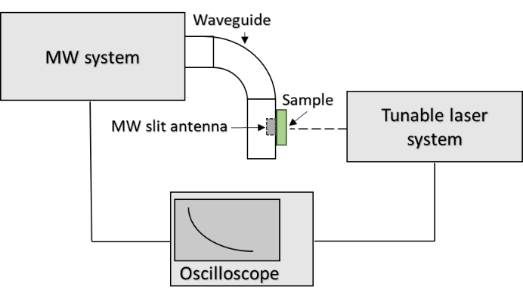 Waveguide
MW system
Sample
MW slit antenna
Tunable laser
system
Oscilloscope